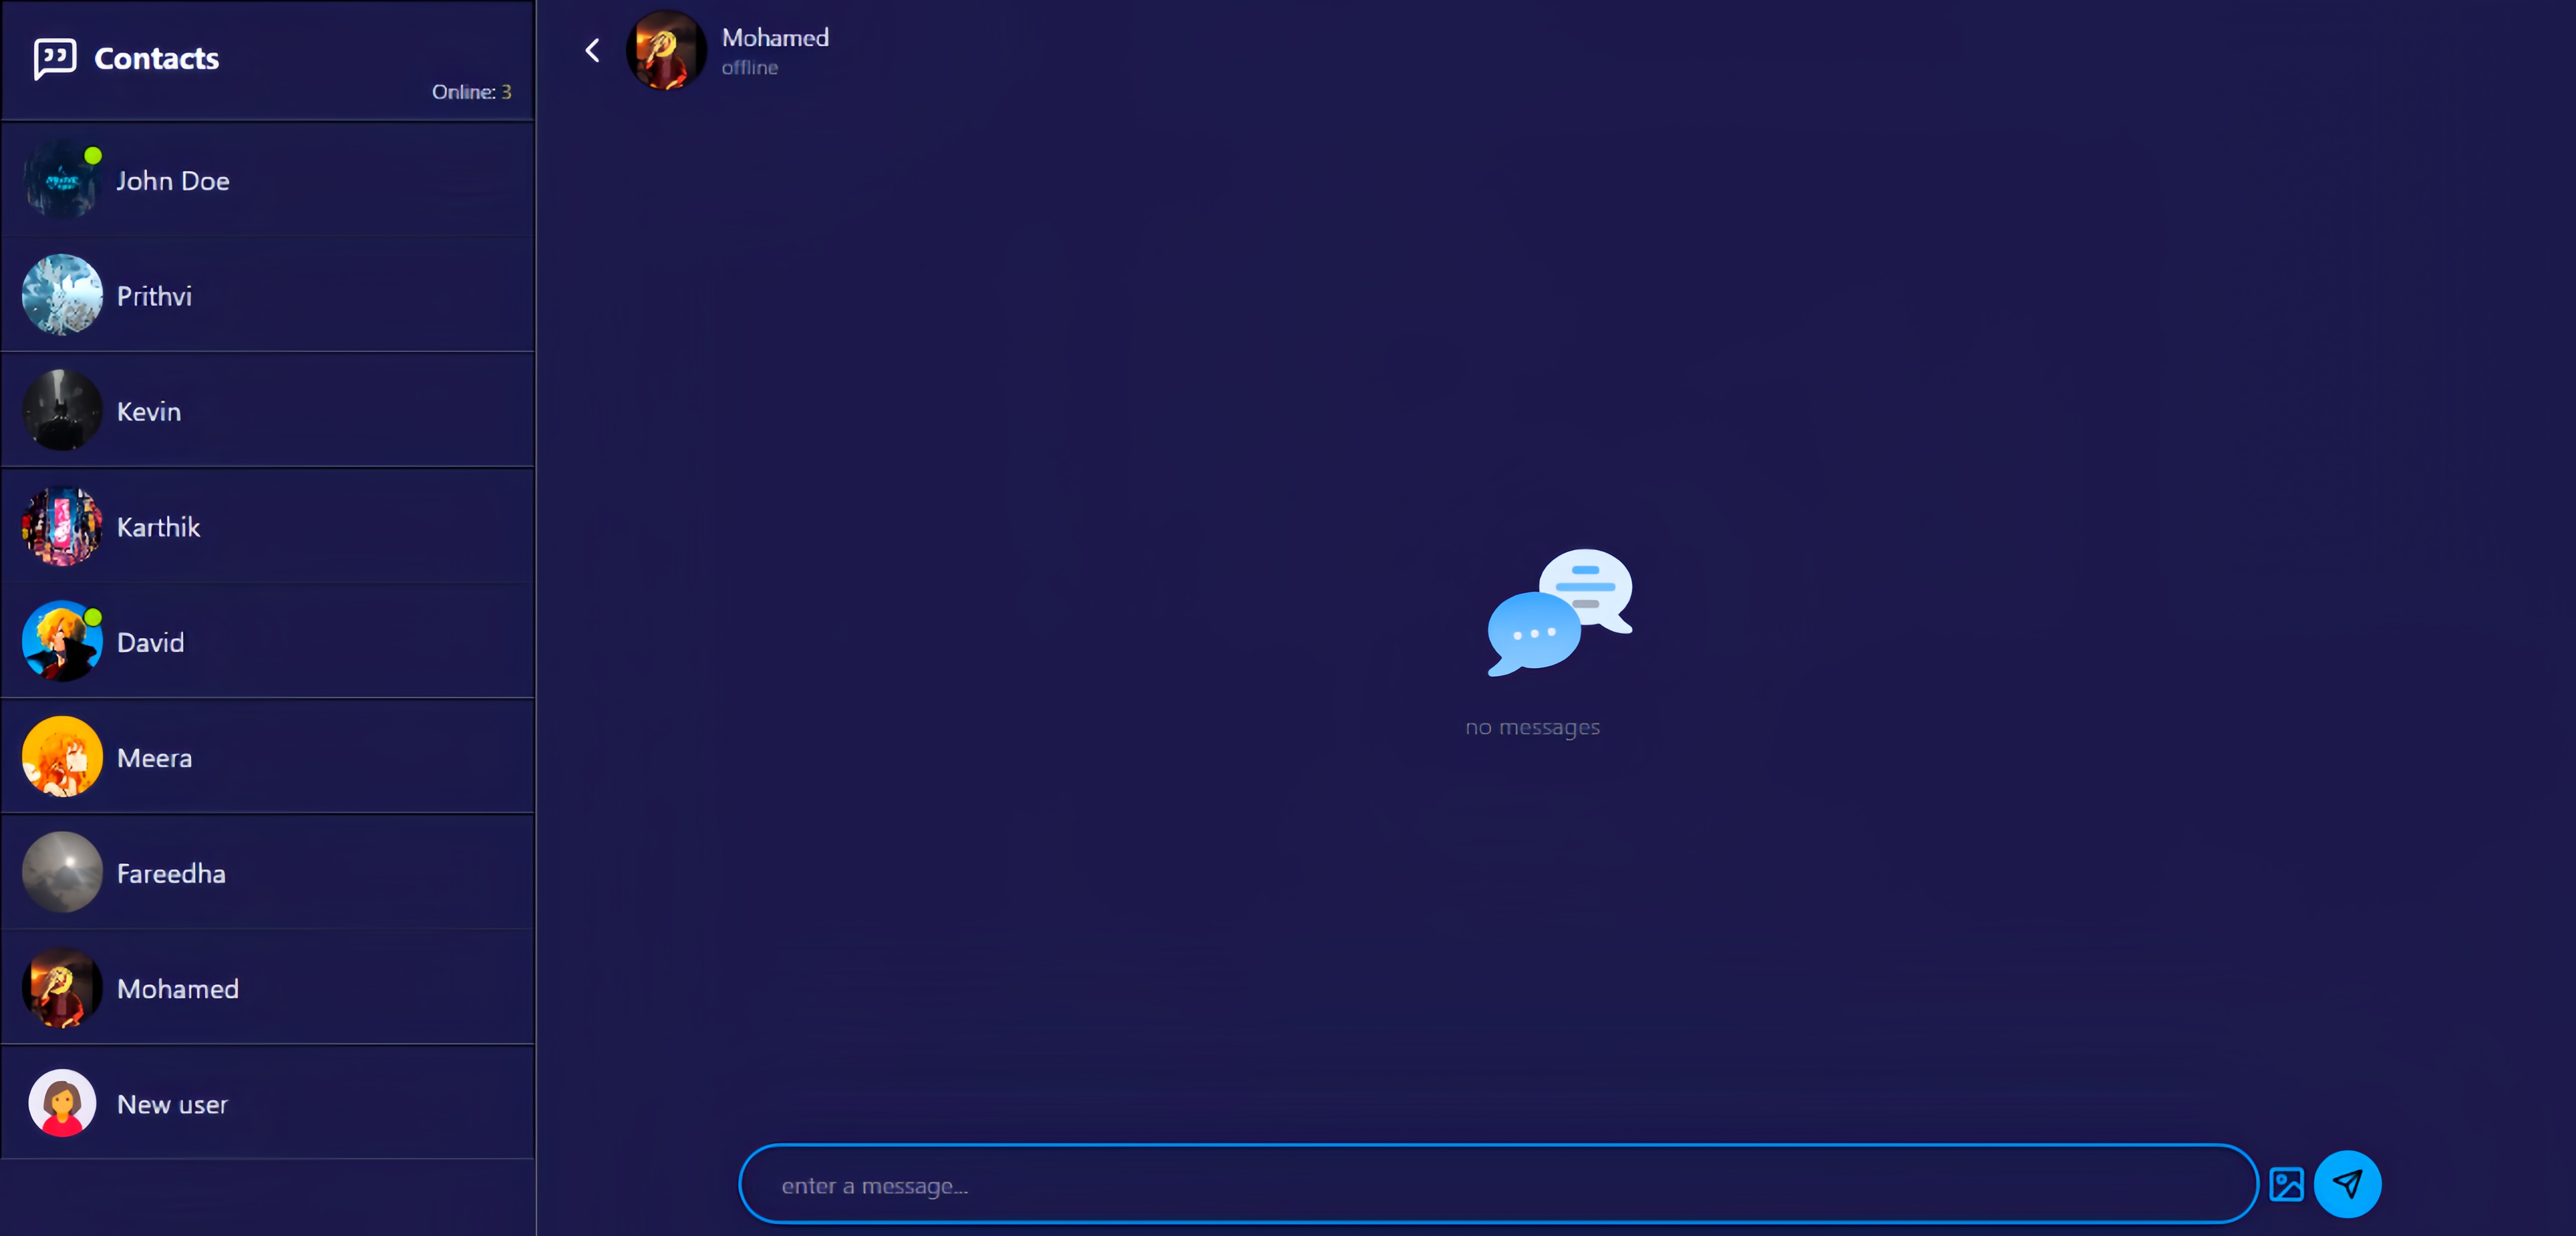 Contacts
Online: 3
John Doe
Prithvi
Kevin
Karthik
David
Meera
Fareedha
Mohamed
New user
Mohamed
offline
no messages
enter a message...